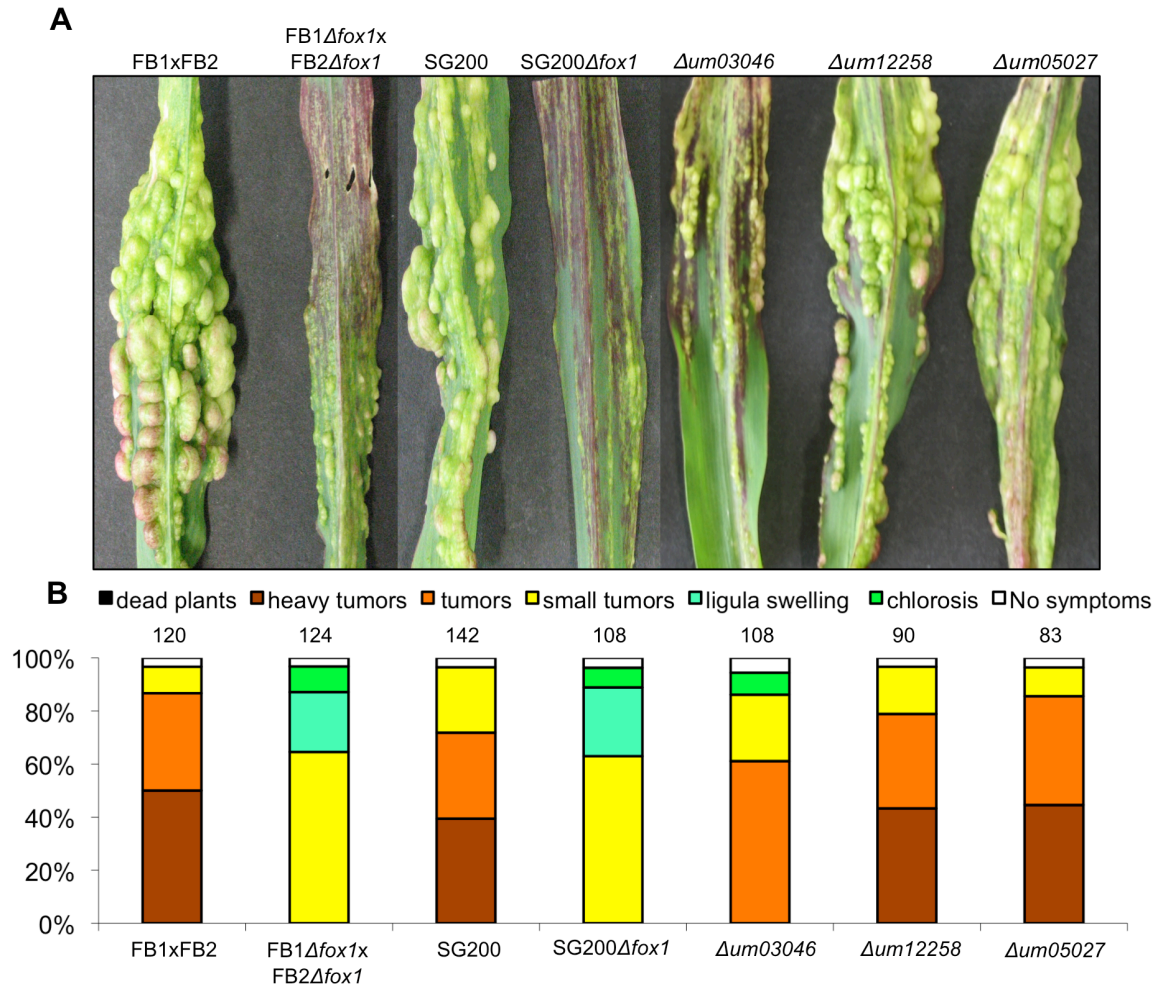 A
FB1xFB2
FB1Δfox1x
FB2Δfox1
SG200
SG200Δfox1
Δum03046
Δum12258
Δum05027
B
dead plants heavy tumors tumors small tumors ligula swelling chlorosis No symptoms
120 124 142 108 108 90 83
100%
80%
60%
40%
20%
0%
FB1xFB2
FB1Δfox1x
FB2Δfox1
SG200
SG200Δfox1
Δum03046
Δum12258
Δum05027